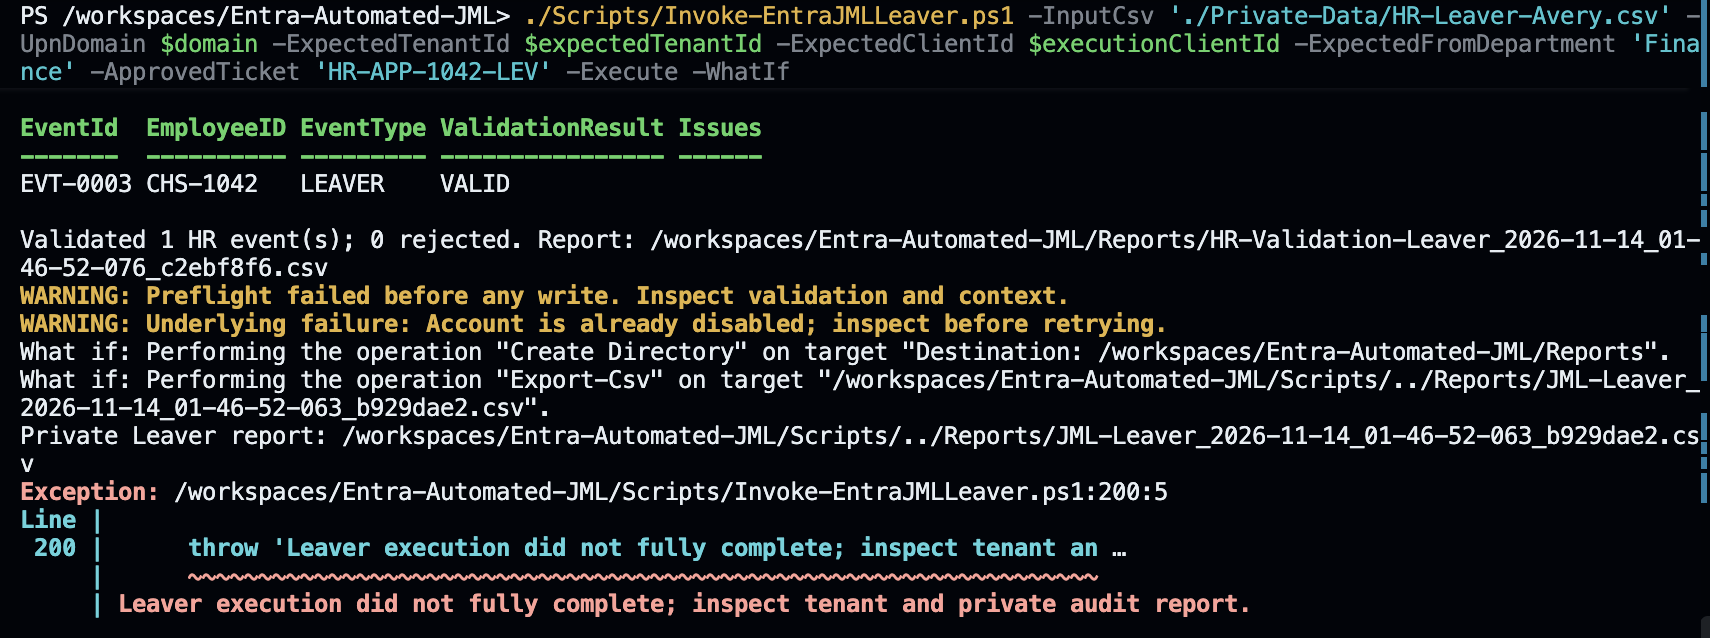 PS /workspaces/Entra-Automated-JML> ./Scripts/Invoke-EntraJMLLeaver.ps1 -InputCsv './Private-Data/HR-Leaver-Avery.csv' -
UpnDomain $domain -ExpectedTenantId $expectedTenantId -ExpectedClientId $executionClientId -ExpectedFromDepartment 'Fina
nce' -ApprovedTicket 'HR-APP-1042-LEV' -Execute -WhatIf
EventId  EmployeeID EventType ValidationResult Issues
-------  ---------- --------- ---------------- ------
EVT-0003 CHS-1042   LEAVER    VALID
Validated 1 HR event(s); 0 rejected. Report: /workspaces/Entra-Automated-JML/Reports/HR-Validation-Leaver_2026-11-14_01-
46-52-076_c2ebf8f6.csv
WARNING: Preflight failed before any write. Inspect validation and context.
WARNING: Underlying failure: Account is already disabled; inspect before retrying.
What if: Performing the operation "Create Directory" on target "Destination: /workspaces/Entra-Automated-JML/Reports".
What if: Performing the operation "Export-Csv" on target "/workspaces/Entra-Automated-JML/Scripts/../Reports/JML-Leaver_
2026-11-14_01-46-52-063_b929dae2.csv".
Private Leaver report: /workspaces/Entra-Automated-JML/Scripts/../Reports/JML-Leaver_2026-11-14_01-46-52-063_b929dae2.cs
v
Exception: /workspaces/Entra-Automated-JML/Scripts/Invoke-EntraJMLLeaver.ps1:200:5
Line |
 200 |      throw 'Leaver execution did not fully complete; inspect tenant an …
     |      ~~~~~~~~~~~~~~~~~~~~~~~~~~~~~~~~~~~~~~~~~~~~~~~~~~~~~~~~~~~~~~~~~
     | Leaver execution did not fully complete; inspect tenant and private audit report.